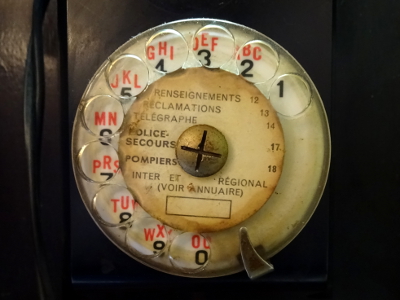 GHI 4
DEF 3
ABC 2
1
JKL 5
MN 6
PRS 7
TUV 8
WXY 9
OQ 0
RENSEIGNEMENTS 12
RÉCLAMATIONS 13
TÉLÉGRAPHE 14
POLICE-
SECOURS 17
POMPIERS 18
INTER ET RÉGIONAL
(VOIR ANNUAIRE)